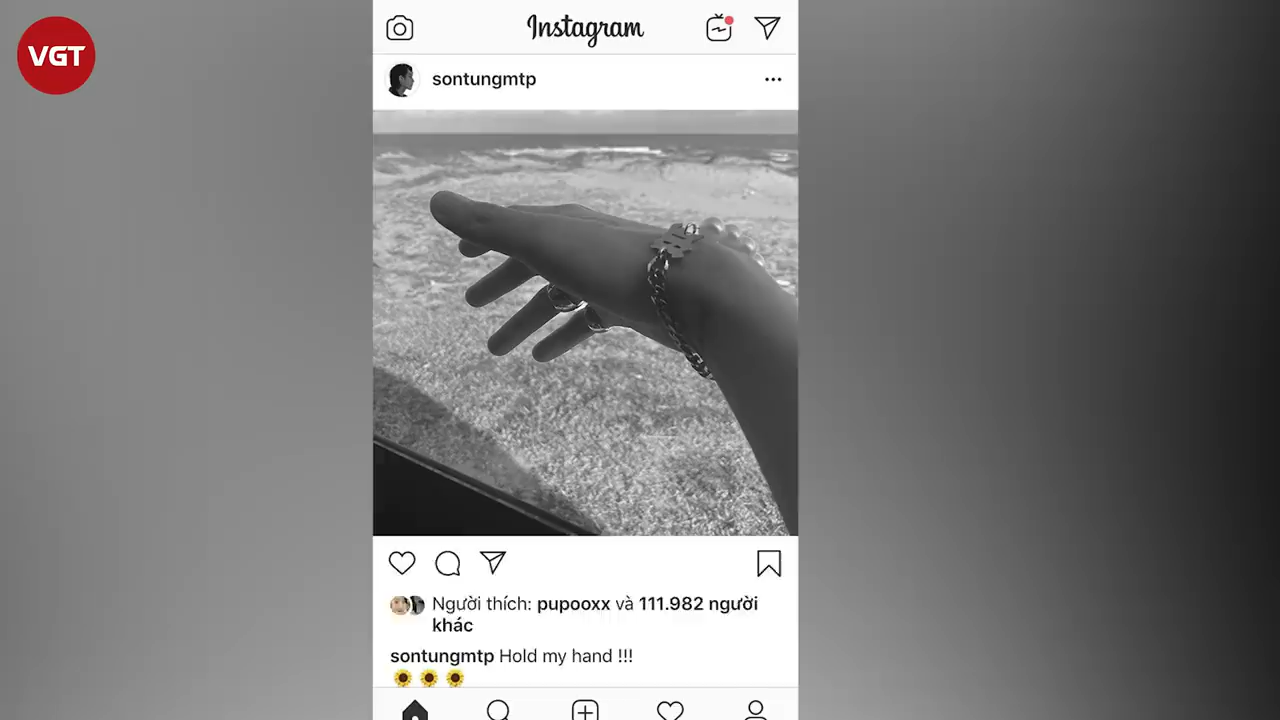 VGT
Instagram
sontungmtp
Người thích: pupooxx và 111.982 người
khác
sontungmtp Hold my hand !!!
🌻 🌻 🌻